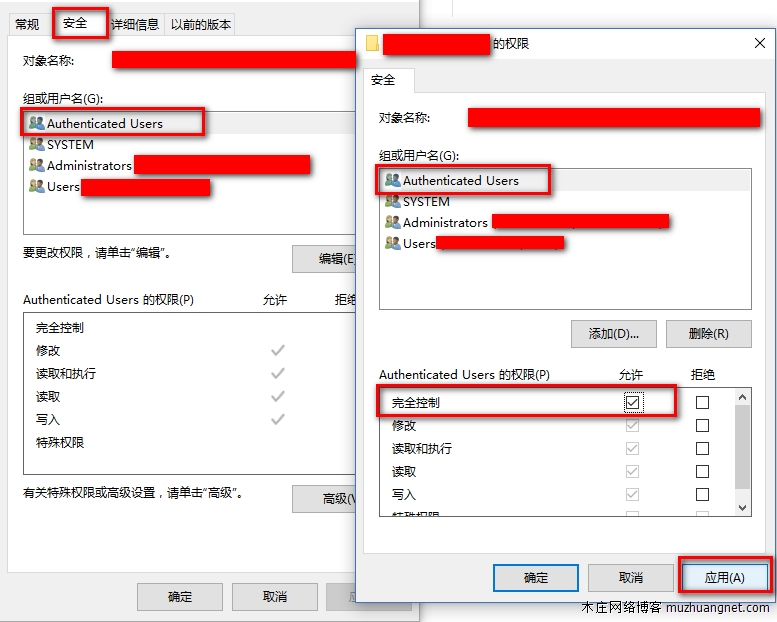 常规 安全 详细信息 以前的版本
对象名称:
组或用户名(G):
Authenticated Users
SYSTEM
Administrators
Users
要更改权限，请单击"编辑"。
编辑(E
Authenticated Users 的权限(P) 允许 拒绝
完全控制
修改
读取和执行
读取
写入
特殊权限
有关特殊权限或高级设置，请单击"高级"。
高级(V
确定 取消
的权限
安全
对象名称:
组或用户名(G):
Authenticated Users
SYSTEM
Administrators
Users
添加(D)... 删除(R)
Authenticated Users 的权限(P) 允许 拒绝
完全控制
修改
读取和执行
读取
写入
特殊权限
确定 取消 应用(A)
木庄网络博客 muzhuangnet.com